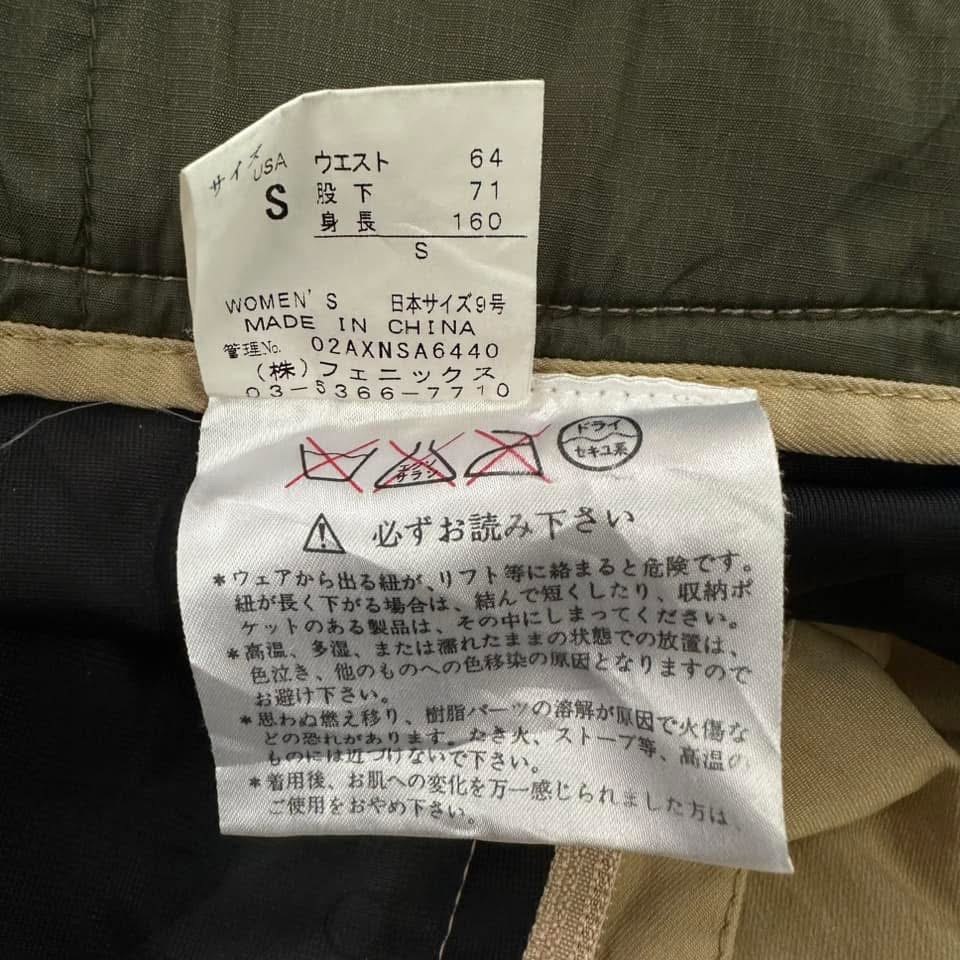 サイズ USA
S
ウエスト 64
股下 71
身長 160
S
WOMEN'S 日本サイズ9号
MADE IN CHINA
管理No. 02AXNSA6440
(株)フェニックス
03-5366-7710
エンソ
サラシ
ドライ
セキユ系
必ずお読み下さい
*ウェアから出る紐が、リフト等に絡まると危険です。
紐が長く下がる場合は、結んで短くしたり、収納ポ
ケットのある製品は、その中にしまってください。
*高温、多湿、または濡れたままの状態での放置は、
色泣き、他のものへの色移染の原因となりますので
お避け下さい。
*思わぬ燃え移り、樹脂パーツの溶解が原因で火傷な
どの恐れがあります。たき火、ストーブ等、高温の
ものには近づけないで下さい。
*着用後、お肌への変化を万一感じられました方は、
ご使用をおやめ下さい。